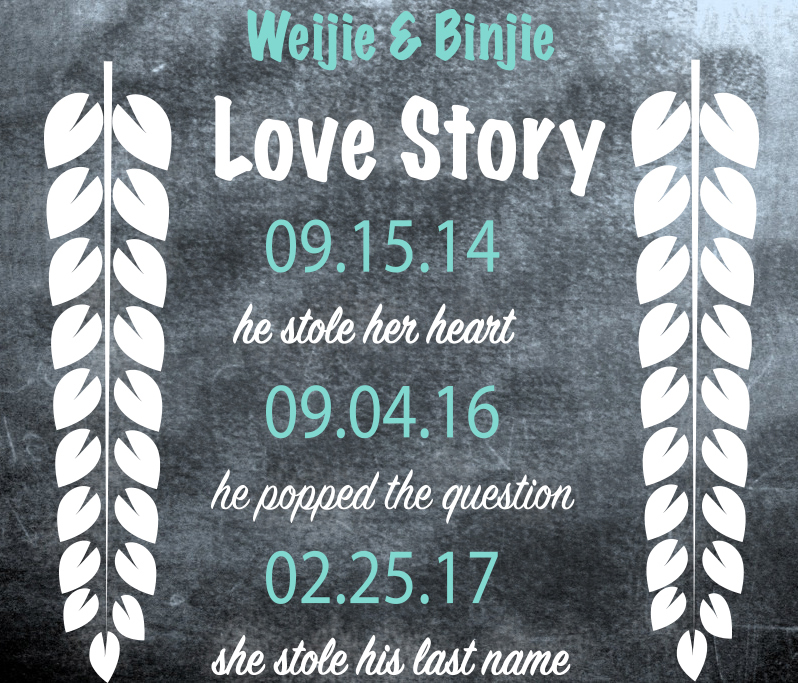 Weijie & Binjie
Love Story
09.15.14
he stole her heart
09.04.16
he popped the question
02.25.17
she stole his last name